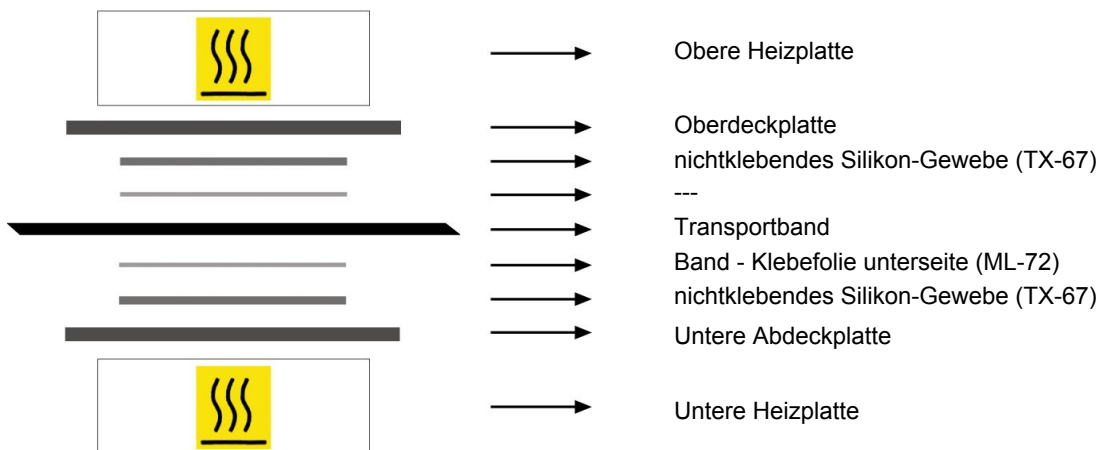 Obere Heizplatte
Oberdeckplatte
nichtklebendes Silikon-Gewebe (TX-67)
---
Transportband
Band - Klebefolie unterseite (ML-72)
nichtklebendes Silikon-Gewebe (TX-67)
Untere Abdeckplatte
Untere Heizplatte